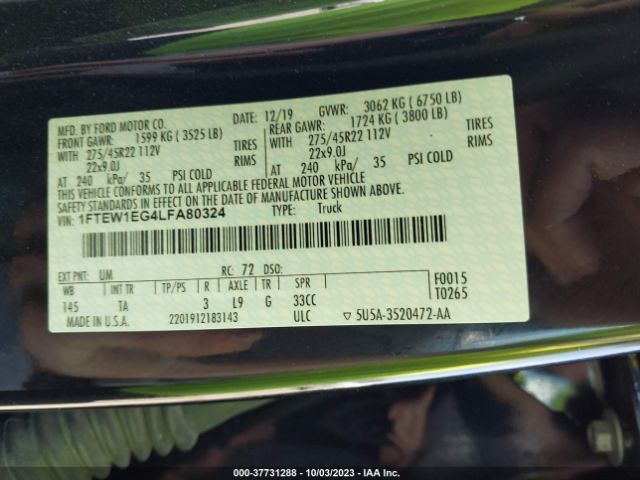 MFD. BY FORD MOTOR CO. DATE: 12/19 GVWR: 3062 KG ( 6750 LB)
FRONT GAWR: 1599 KG ( 3525 LB) REAR GAWR: 1724 KG ( 3800 LB)
WITH 275/45R22 112V TIRES WITH 275/45R22 112V TIRES
22x9.0J RIMS 22x9.0J RIMS
AT 240 kPa/ 35 PSI COLD AT 240 kPa/ 35 PSI COLD
THIS VEHICLE CONFORMS TO ALL APPLICABLE FEDERAL MOTOR VEHICLE
SAFETY STANDARDS IN EFFECT ON THE DATE OF MANUFACTURE SHOWN ABOVE.
VIN: 1FTEW1EG4LFA80324 TYPE: Truck
EXT PNT: UM RC: 72 DSO: F0015
WB INT TR TP/PS R AXLE TR SPR T0265
145 TA 3 L9 G 33CC
MADE IN U.S.A. 2201912183143 ULC ▽ 5U5A-3520472-AA
000-37731288 - 10/03/2023 - IAA Inc.